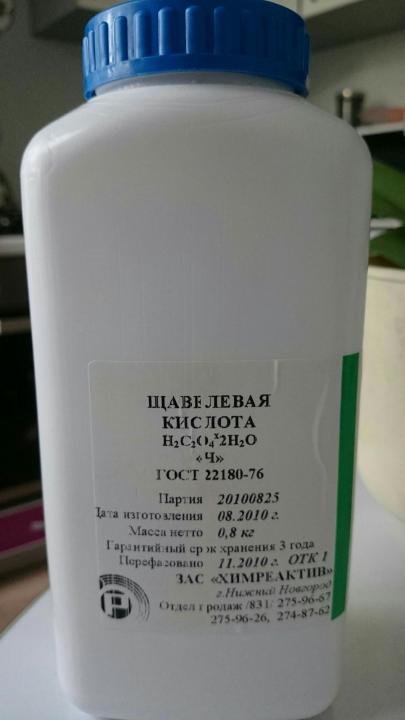 ЩАВЕЛЕВАЯ
КИСЛОТА
H₂C₂O₄ˣ2H₂O
«Ч»
ГОСТ 22180-76
Партия 20100825
Дата изготовления 08.2010 г.
Масса нетто 0,8 кг
Гарантийный срок хранения 3 года
Перефасовано 11.2010 г. ОТК 1
ЗАО «ХИМРЕАКТИВ»
г.Нижний Новгород
Отдел продаж /831/ 275-96-67
275-96-26, 274-87-62